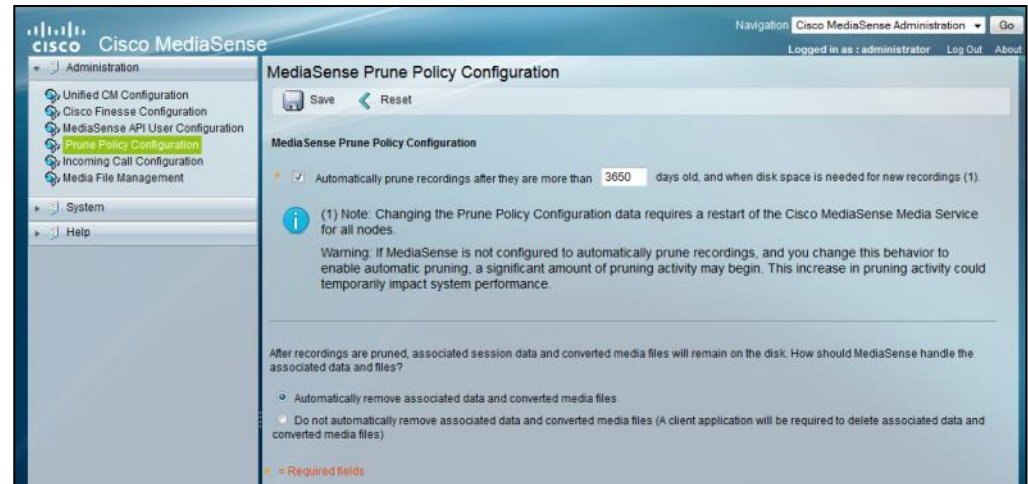 Navigation Cisco MediaSense Administration Go
CISCO Cisco MediaSense
Logged in as : administrator Log Out About
Administration
Unified CM Configuration
Cisco Finesse Configuration
MediaSense API User Configuration
Prune Policy Configuration
Incoming Call Configuration
Media File Management
System
Help
MediaSense Prune Policy Configuration
Save Reset
MediaSense Prune Policy Configuration
* Automatically prune recordings after they are more than 3650 days old, and when disk space is needed for new recordings (1).
(1) Note: Changing the Prune Policy Configuration data requires a restart of the Cisco MediaSense Media Service
for all nodes.
Warning: If MediaSense is not configured to automatically prune recordings, and you change this behavior to
enable automatic pruning, a significant amount of pruning activity may begin. This increase in pruning activity could
temporarily impact system performance.
After recordings are pruned, associated session data and converted media files will remain on the disk. How should MediaSense handle the
associated data and files?
Automatically remove associated data and converted media files
Do not automatically remove associated data and converted media files (A client application will be required to delete associated data and
converted media files)
* = Required fields